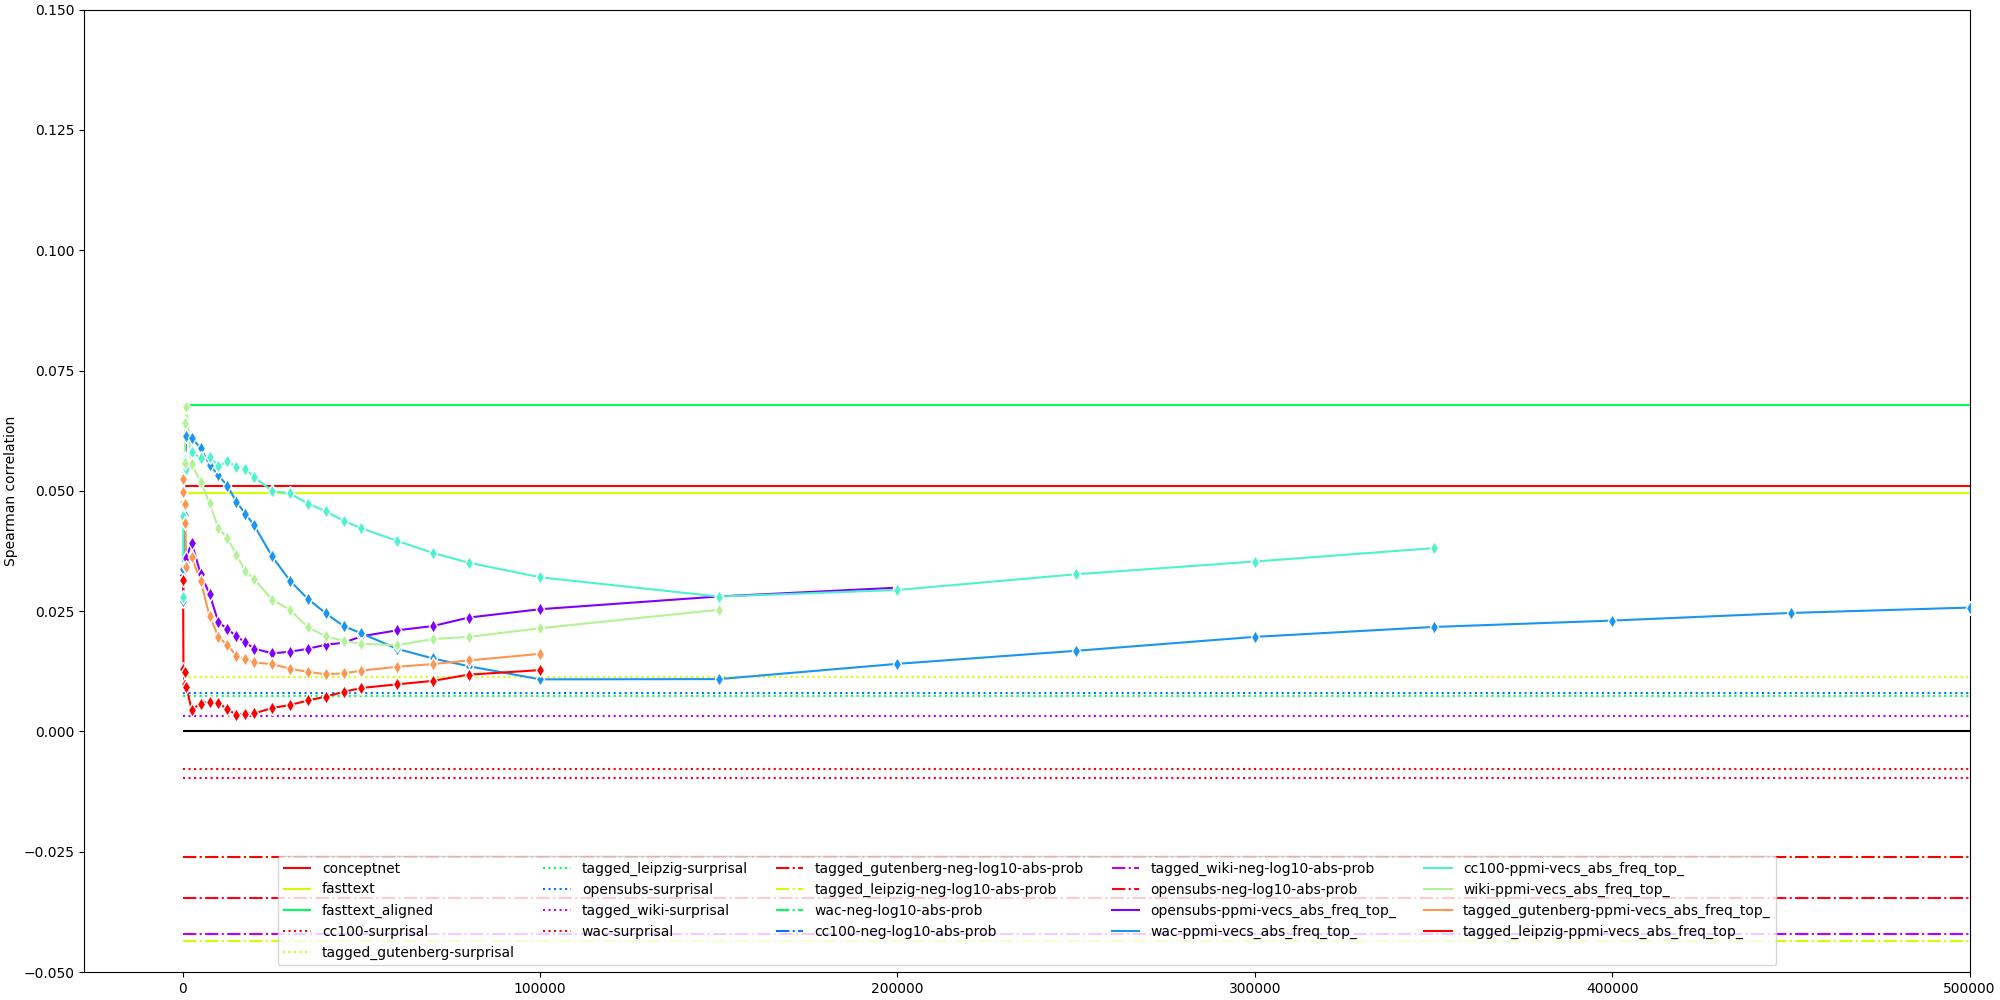 0.150
0.125
0.100
0.075
0.050
0.025
0.000
−0.025
−0.050
Spearman correlation
0
100000
200000
300000
400000
500000
conceptnet
fasttext
fasttext_aligned
cc100-surprisal
tagged_gutenberg-surprisal
tagged_leipzig-surprisal
opensubs-surprisal
tagged_wiki-surprisal
wac-surprisal
tagged_gutenberg-neg-log10-abs-prob
tagged_leipzig-neg-log10-abs-prob
wac-neg-log10-abs-prob
cc100-neg-log10-abs-prob
tagged_wiki-neg-log10-abs-prob
opensubs-neg-log10-abs-prob
opensubs-ppmi-vecs_abs_freq_top_
wac-ppmi-vecs_abs_freq_top_
cc100-ppmi-vecs_abs_freq_top_
wiki-ppmi-vecs_abs_freq_top_
tagged_gutenberg-ppmi-vecs_abs_freq_top_
tagged_leipzig-ppmi-vecs_abs_freq_top_